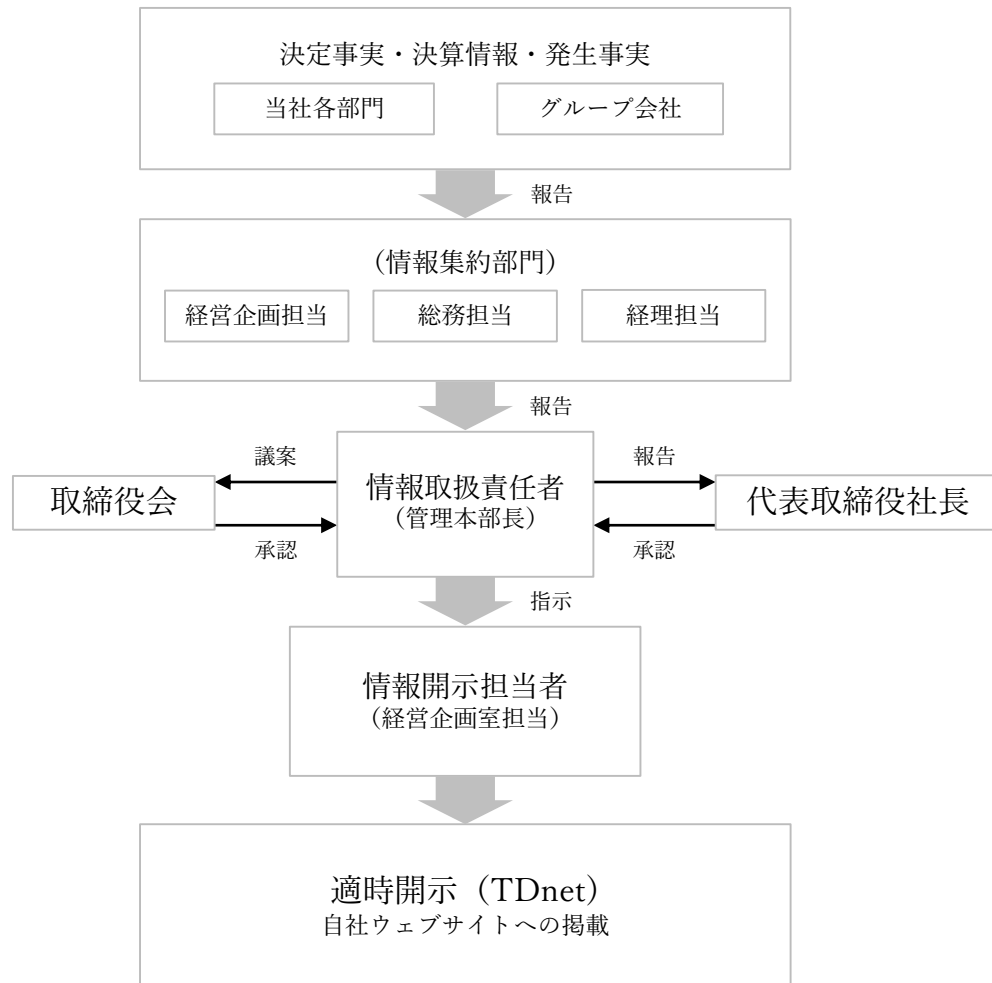 決定事実・決算情報・発生事実
当社各部門
グループ会社
報告
（情報集約部門）
経営企画担当
総務担当
経理担当
報告
議案
報告
取締役会
情報取扱責任者
（管理本部長）
代表取締役社長
承認
承認
指示
情報開示担当者
（経営企画室担当）
適時開示（TDnet）
自社ウェブサイトへの掲載